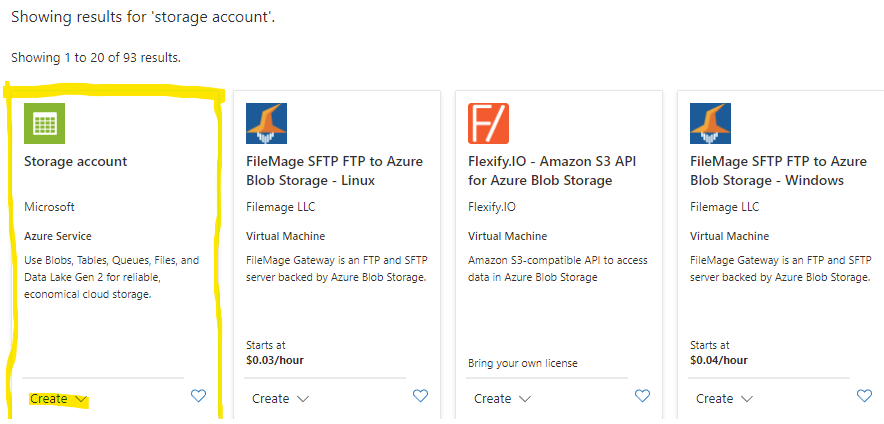 Showing results for 'storage account'.
Showing 1 to 20 of 93 results.
Storage account
Microsoft
Azure Service
Use Blobs, Tables, Queues, Files, and
Data Lake Gen 2 for reliable,
economical cloud storage.
Create
FileMage SFTP FTP to Azure
Blob Storage - Linux
Filemage LLC
Virtual Machine
FileMage Gateway is an FTP and SFTP
server backed by Azure Blob Storage.
Starts at
$0.03/hour
Create
F/
Flexify.IO - Amazon S3 API
for Azure Blob Storage
Flexify.IO
Virtual Machine
Amazon S3-compatible API to access
data in Azure Blob Storage
Bring your own license
Create
FileMage SFTP FTP to Azure
Blob Storage - Windows
Filemage LLC
Virtual Machine
FileMage Gateway is an FTP and SFTP
server backed by Azure Blob Storage.
Starts at
$0.04/hour
Create